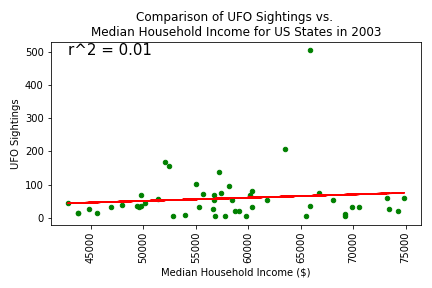 Comparison of UFO Sightings vs.
Median Household Income for US States in 2003
r^2 = 0.01
500
400
300
200
100
0
UFO Sightings
45000
50000
55000
60000
65000
70000
75000
Median Household Income ($)